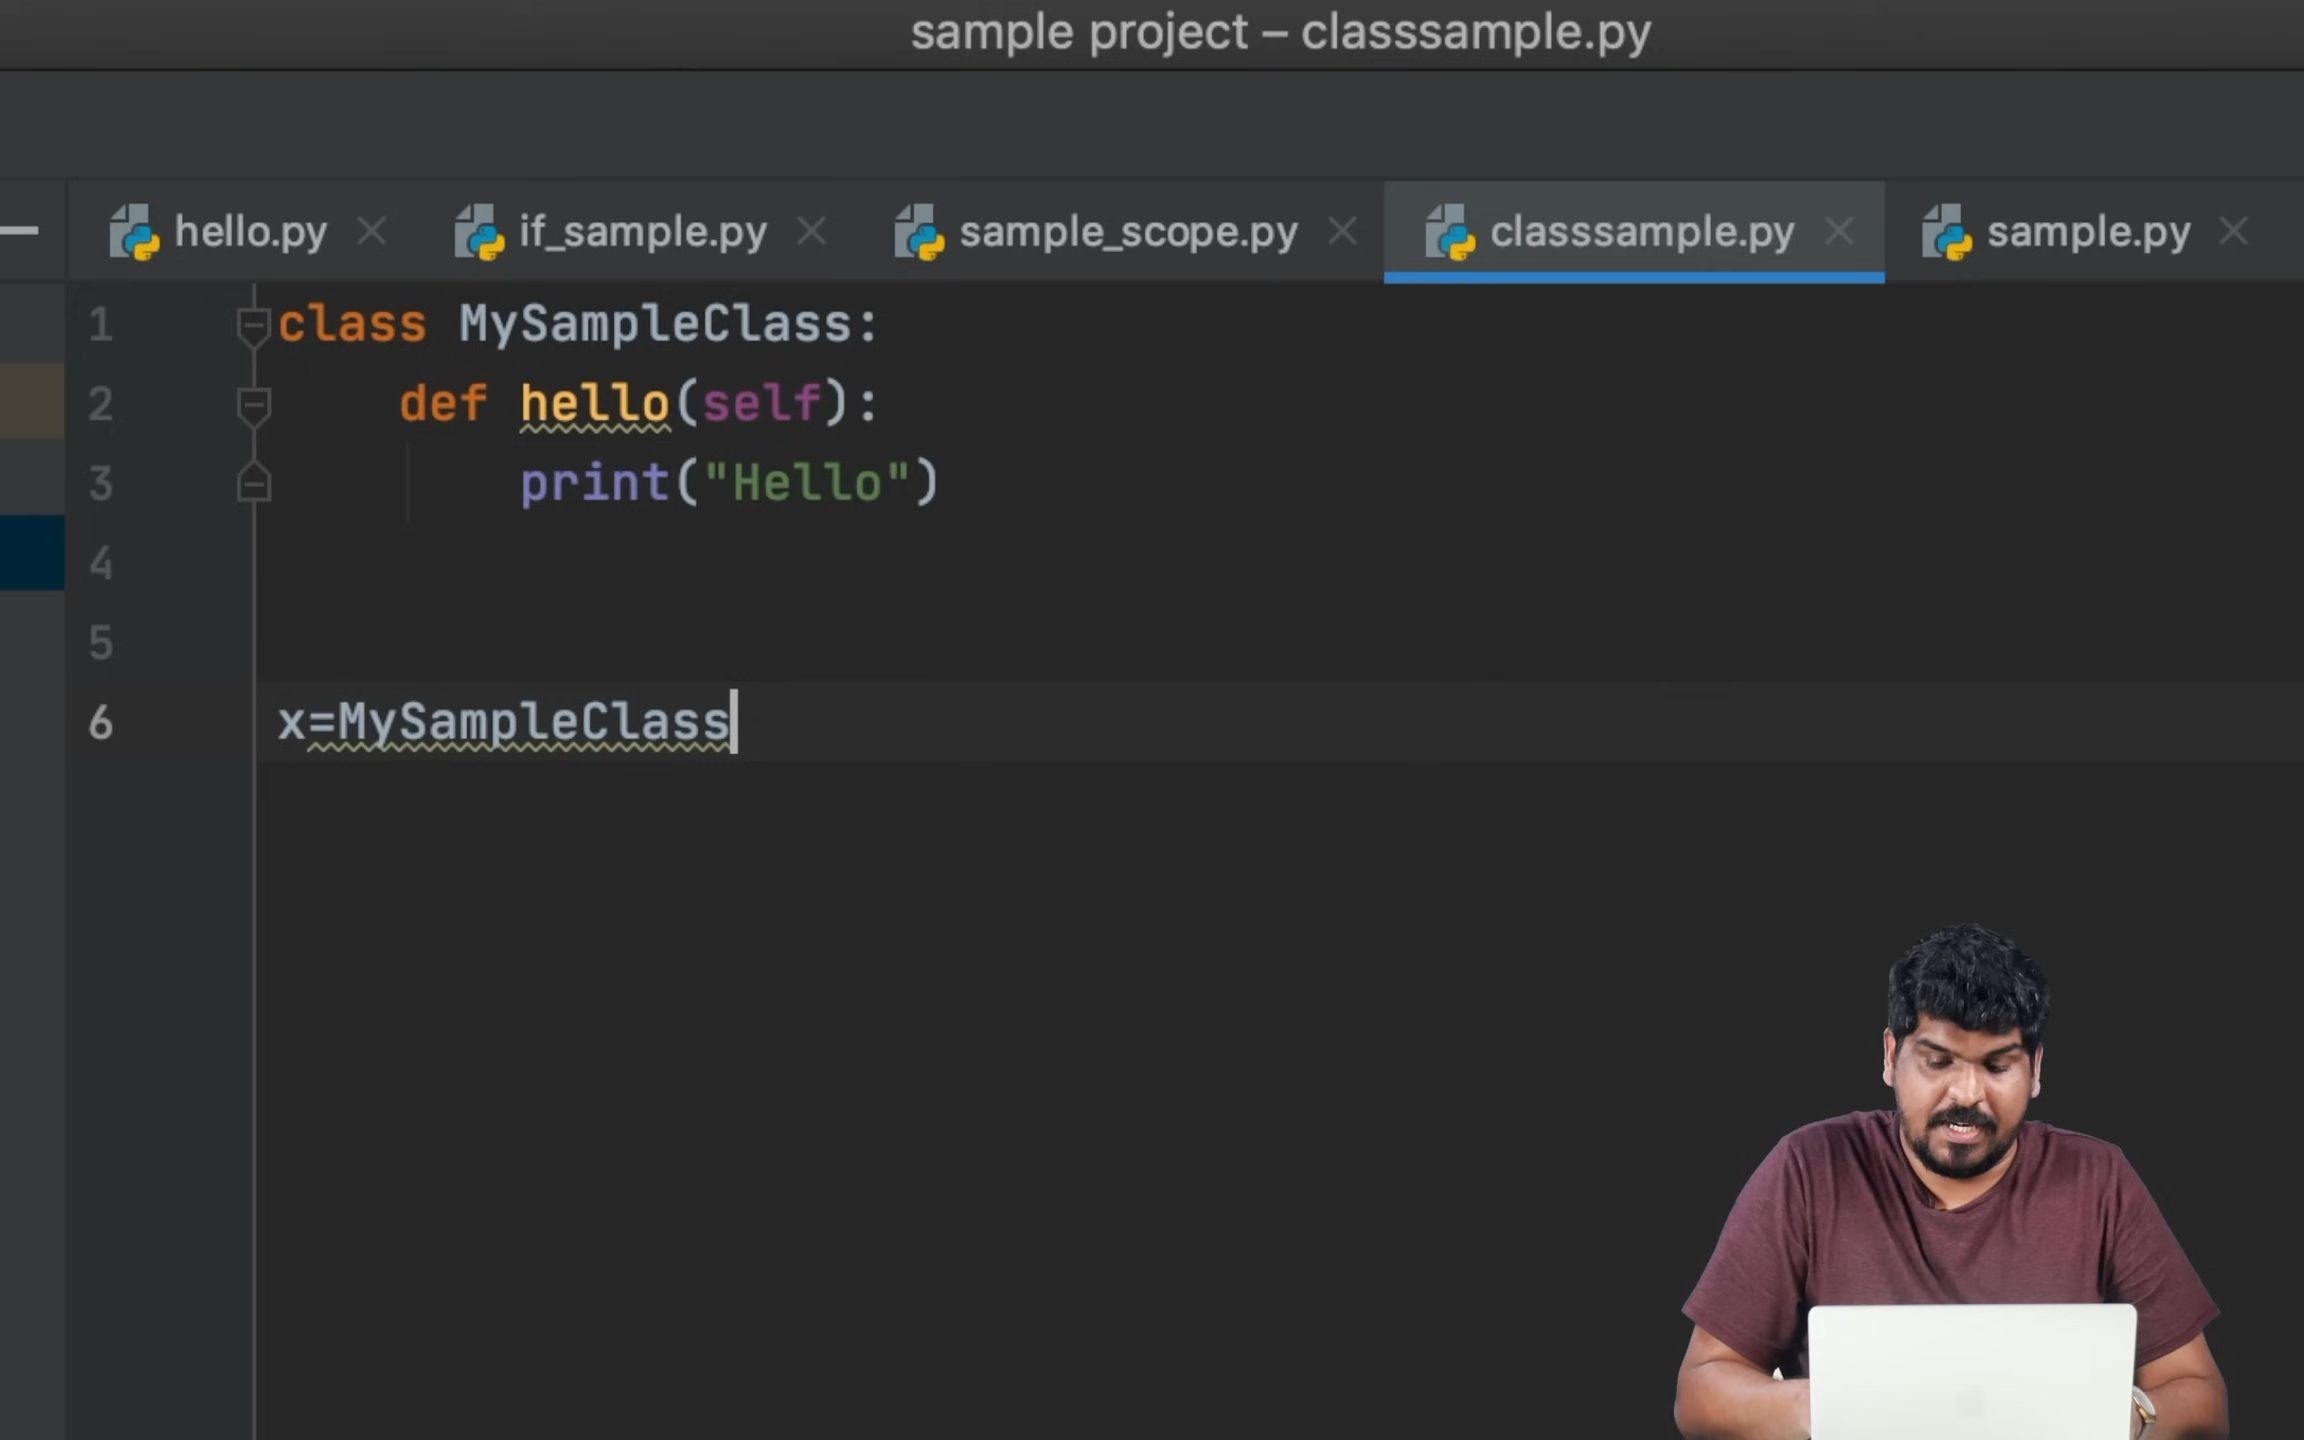 sample project – classsample.py
hello.py if_sample.py sample_scope.py classsample.py sample.py
1 class MySampleClass:
2 def hello(self):
3 print("Hello")
4
5
6 x=MySampleClass